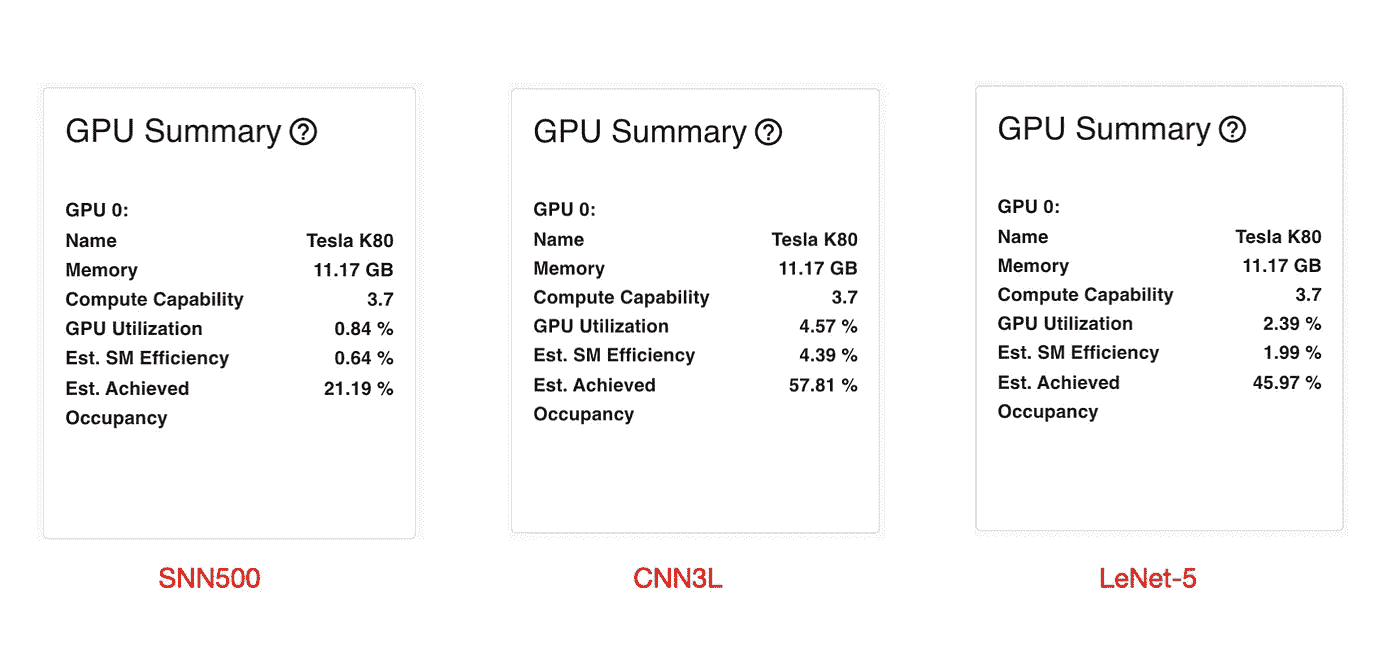 GPU Summary ?
GPU 0:
Name Tesla K80
Memory 11.17 GB
Compute Capability 3.7
GPU Utilization 0.84 %
Est. SM Efficiency 0.64 %
Est. Achieved 21.19 %
Occupancy
SNN500
GPU Summary ?
GPU 0:
Name Tesla K80
Memory 11.17 GB
Compute Capability 3.7
GPU Utilization 4.57 %
Est. SM Efficiency 4.39 %
Est. Achieved 57.81 %
Occupancy
CNN3L
GPU Summary ?
GPU 0:
Name Tesla K80
Memory 11.17 GB
Compute Capability 3.7
GPU Utilization 2.39 %
Est. SM Efficiency 1.99 %
Est. Achieved 45.97 %
Occupancy
LeNet-5